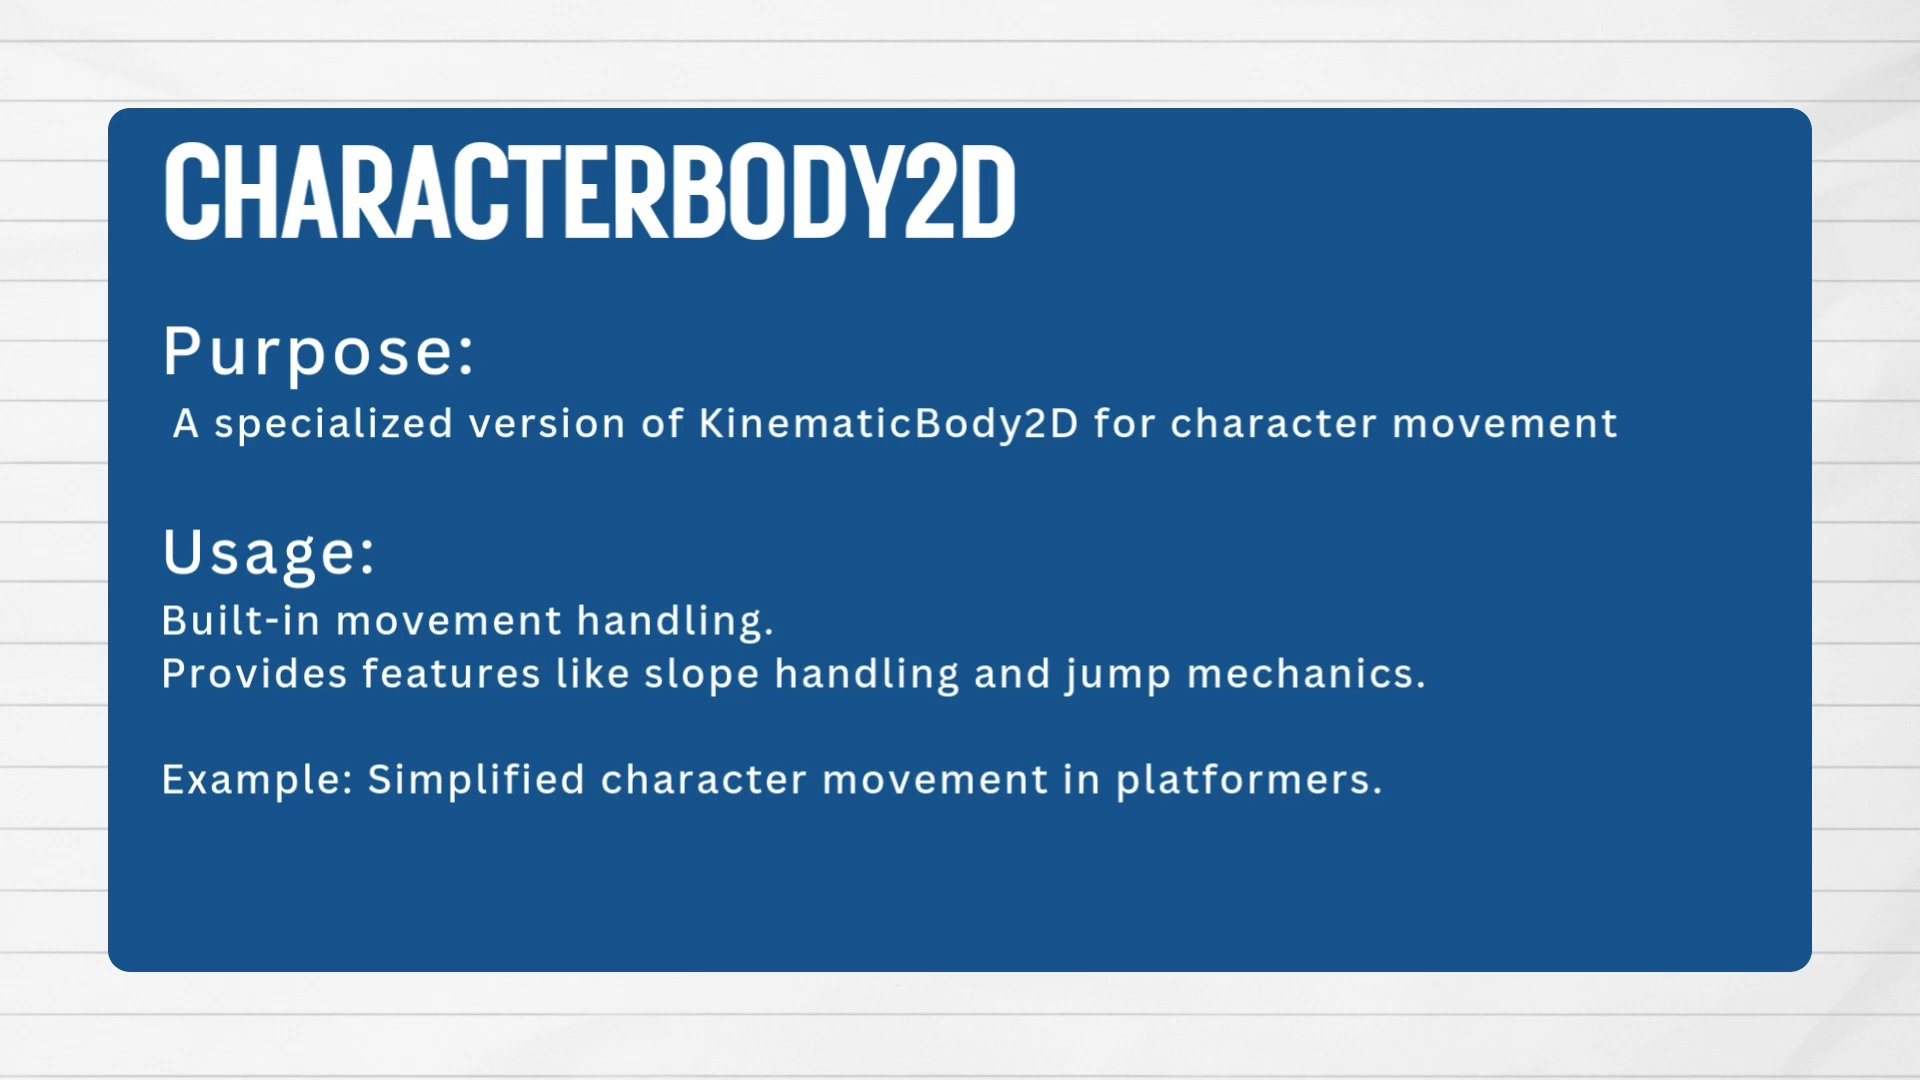 CHARACTERBODY2D
Purpose:
A specialized version of KinematicBody2D for character movement
Usage:
Built-in movement handling.
Provides features like slope handling and jump mechanics.
Example: Simplified character movement in platformers.